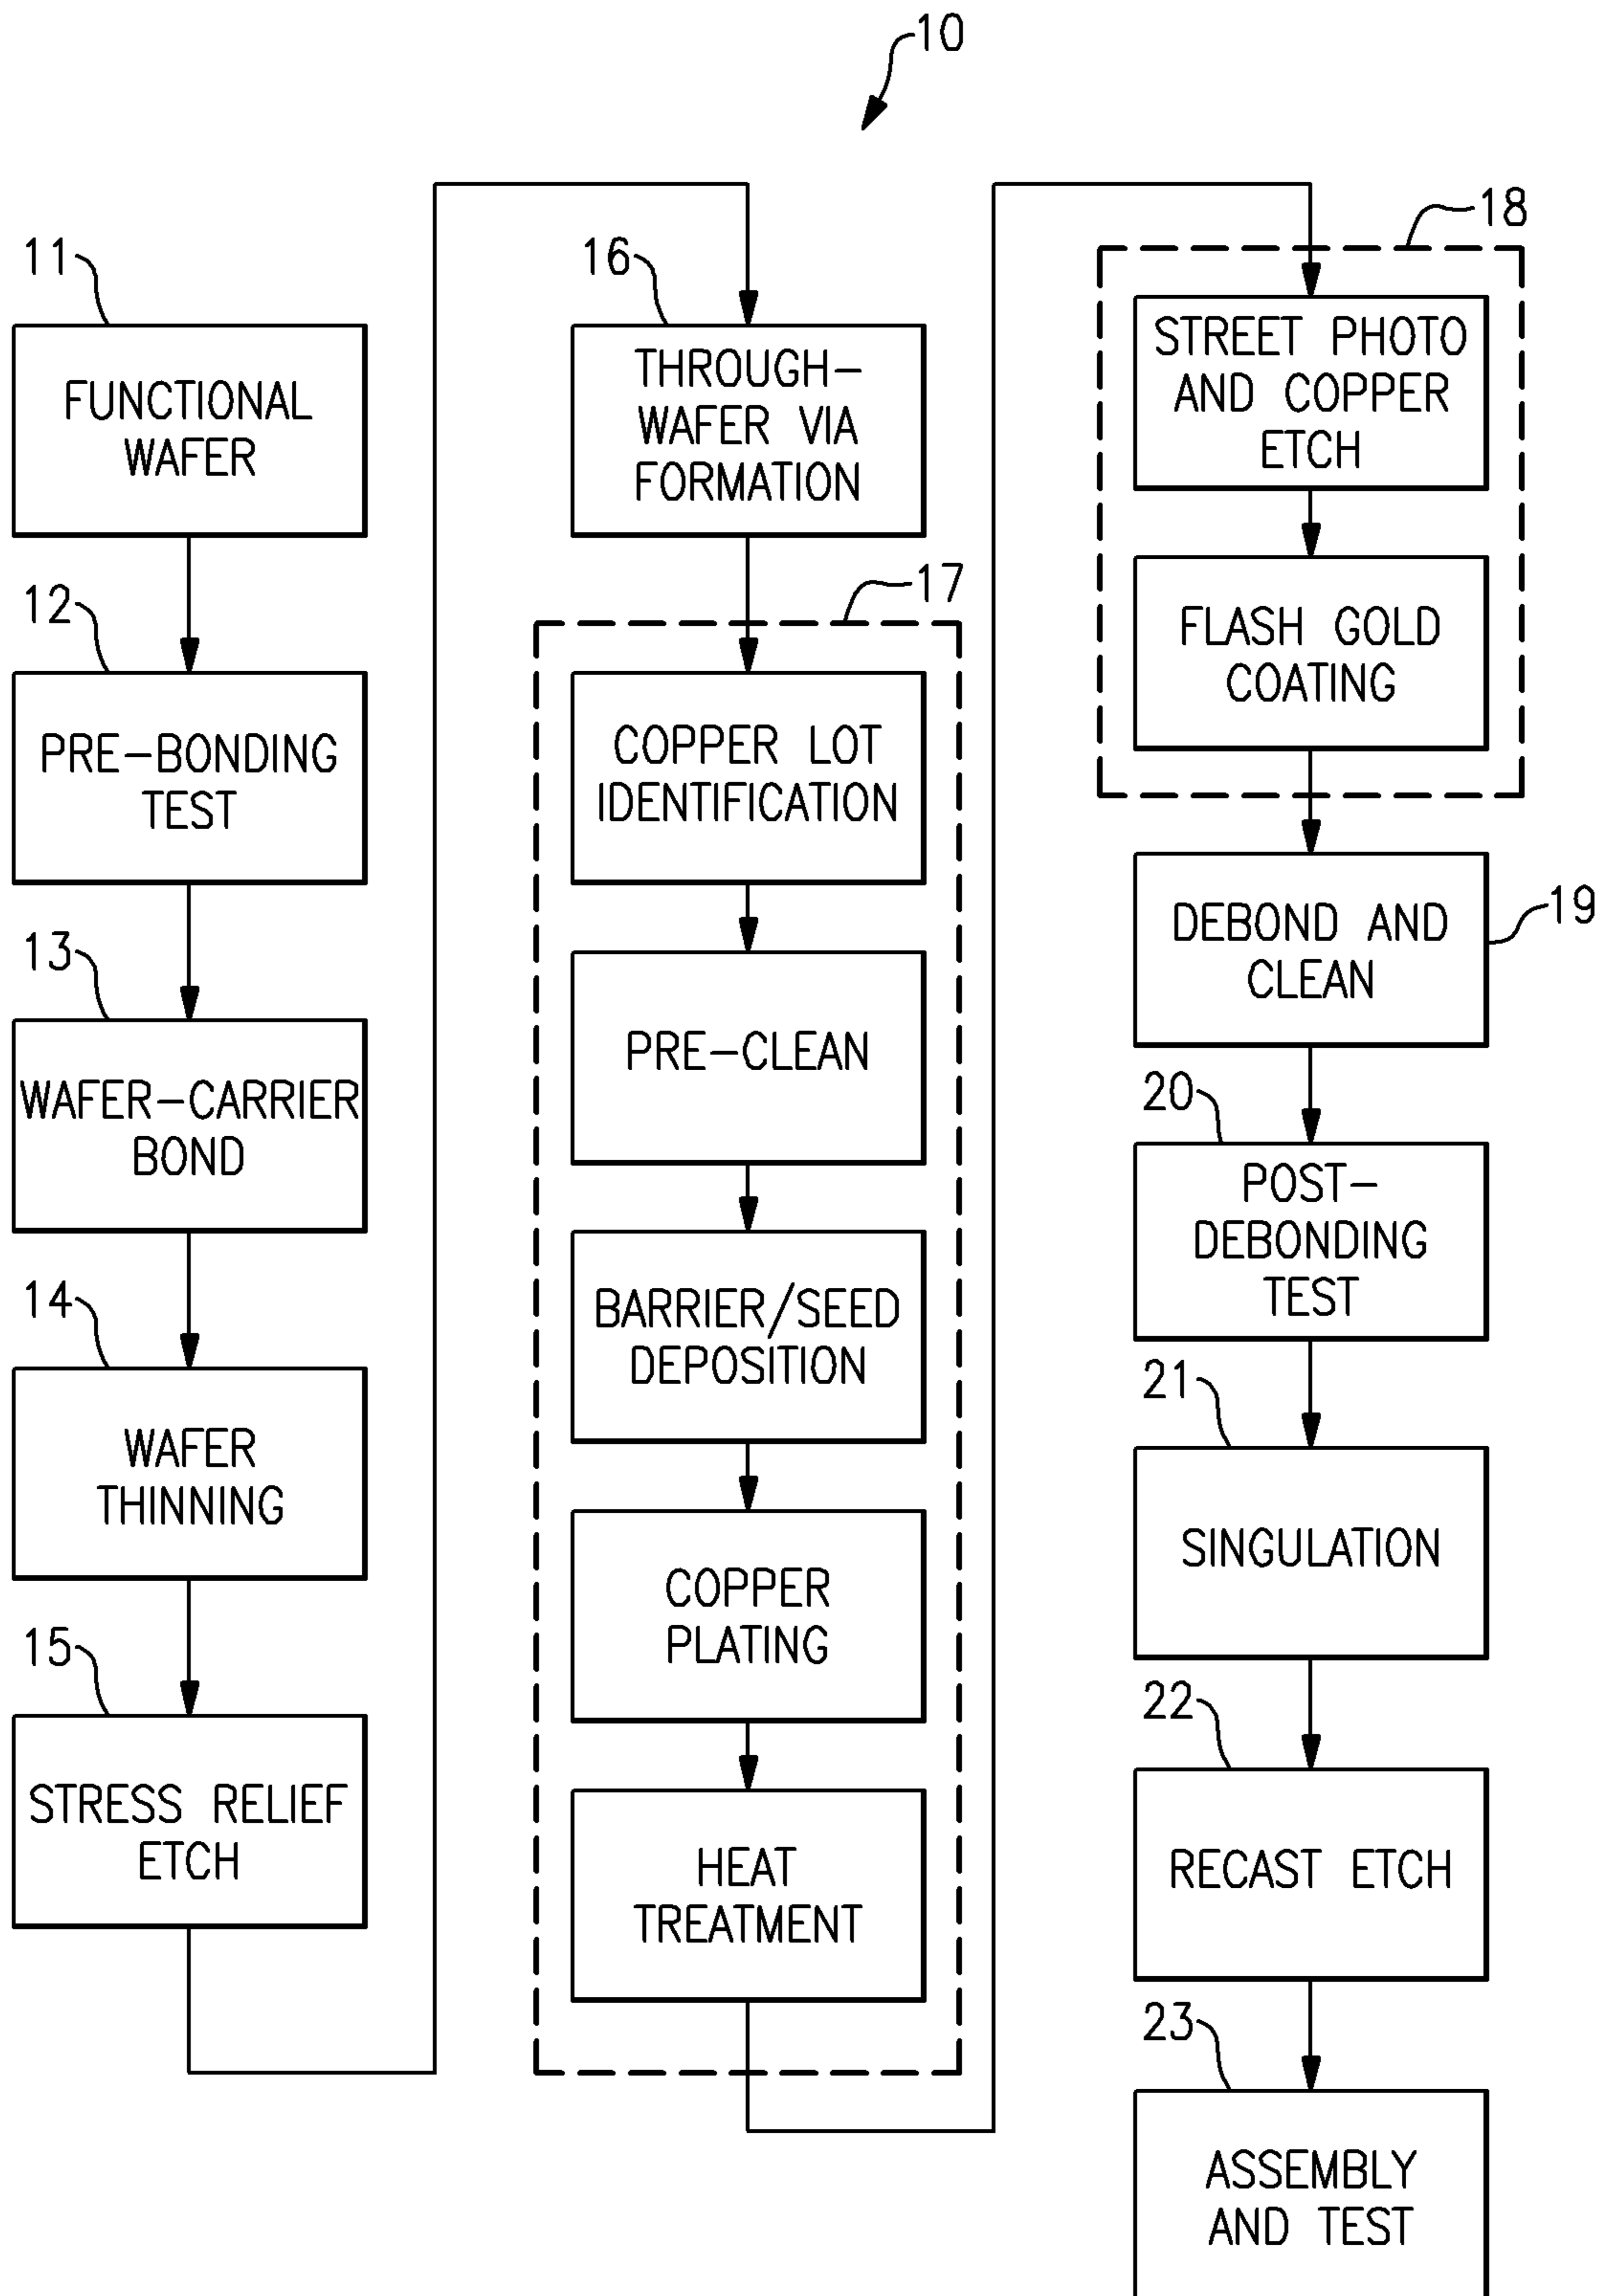 10
11
FUNCTIONAL
WAFER
12
PRE-BONDING
TEST
13
WAFER-CARRIER
BOND
14
WAFER
THINNING
15
STRESS RELIEF
ETCH
16
THROUGH-
WAFER VIA
FORMATION
17
COPPER LOT
IDENTIFICATION
PRE-CLEAN
BARRIER/SEED
DEPOSITION
COPPER
PLATING
HEAT
TREATMENT
18
STREET PHOTO
AND COPPER
ETCH
FLASH GOLD
COATING
19
DEBOND AND
CLEAN
20
POST-
DEBONDING
TEST
21
SINGULATION
22
RECAST ETCH
23
ASSEMBLY
AND TEST